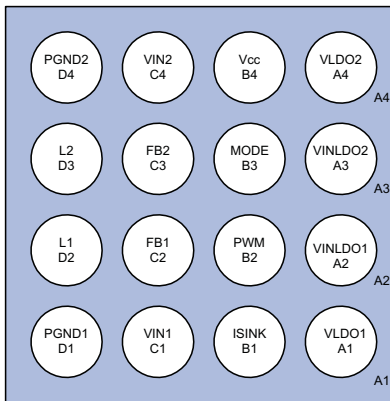 PGND2
D4
VIN2
C4
Vcc
B4
VLDO2
A4
A4
L2
D3
FB2
C3
MODE
B3
VINLDO2
A3
A3
L1
D2
FB1
C2
PWM
B2
VINLDO1
A2
A2
PGND1
D1
VIN1
C1
ISINK
B1
VLDO1
A1
A1